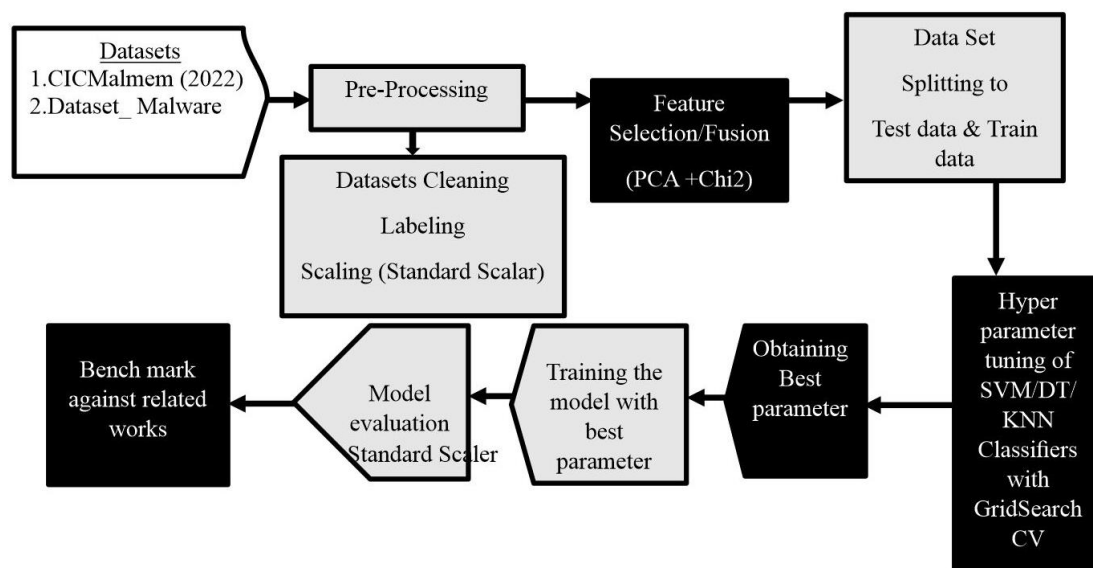 Datasets
1.CICMalmem (2022)
2.Dataset_ Malware
Pre-Processing
Datasets Cleaning
Labeling
Scaling (Standard Scalar)
Feature
Selection/Fusion
(PCA +Chi2)
Data Set
Splitting to
Test data & Train
data
Hyper
parameter
tuning of
SVM/DT/
KNN
Classifiers
with
GridSearch
CV
Obtaining
Best
parameter
Training the
model with
best
parameter
Model
evaluation
Standard Scaler
Bench mark
against related
works